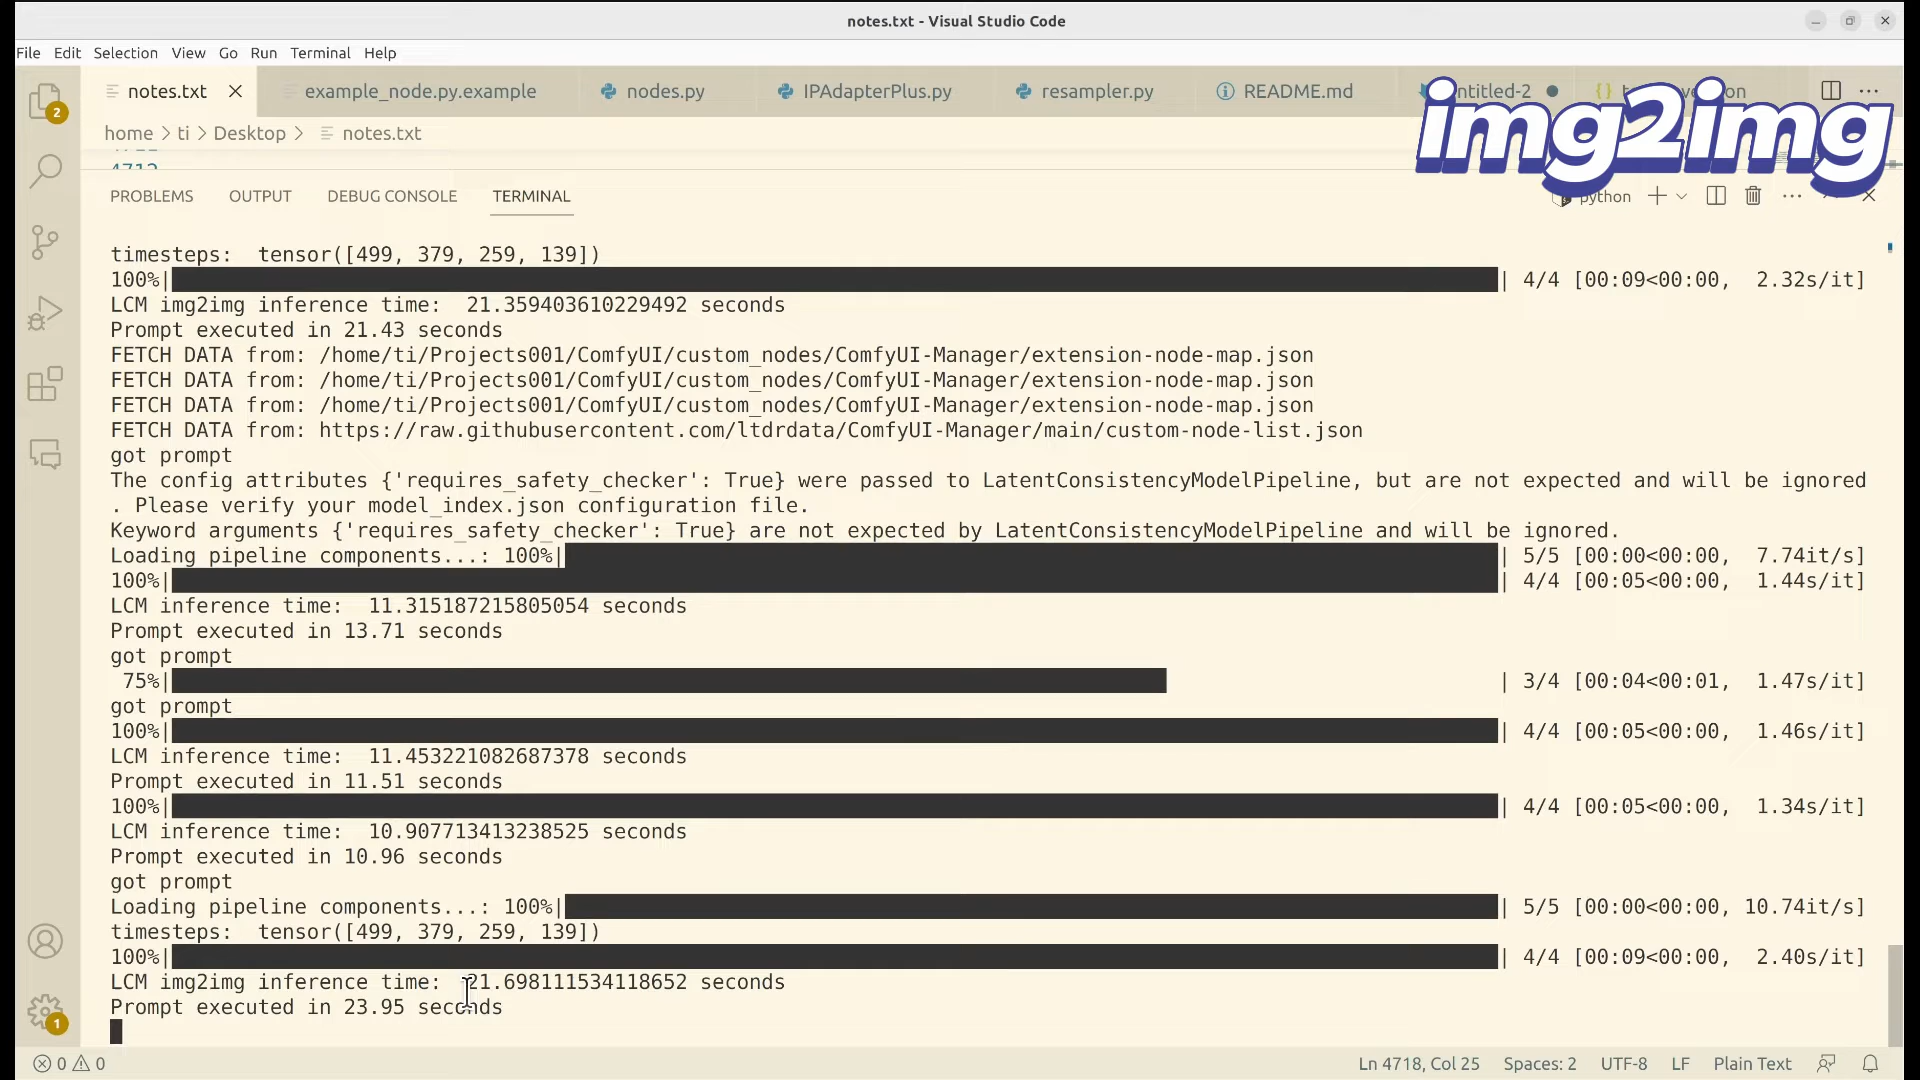 notes.txt - Visual Studio Code
File Edit Selection View Go Run Terminal Help
2 notes.txt example_node.py.example nodes.py IPAdapterPlus.py resampler.py README.md
img2img
home > ti > Desktop > notes.txt
4712
PROBLEMS OUTPUT DEBUG CONSOLE TERMINAL python
timesteps:  tensor([499, 379, 259, 139])
100%| | 4/4 [00:09<00:00,  2.32s/it]
LCM img2img inference time:  21.359403610229492 seconds
Prompt executed in 21.43 seconds
FETCH DATA from: /home/ti/Projects001/ComfyUI/custom_nodes/ComfyUI-Manager/extension-node-map.json
FETCH DATA from: /home/ti/Projects001/ComfyUI/custom_nodes/ComfyUI-Manager/extension-node-map.json
FETCH DATA from: /home/ti/Projects001/ComfyUI/custom_nodes/ComfyUI-Manager/extension-node-map.json
FETCH DATA from: https://raw.githubusercontent.com/ltdrdata/ComfyUI-Manager/main/custom-node-list.json
got prompt
The config attributes {'requires_safety_checker': True} were passed to LatentConsistencyModelPipeline, but are not expected and will be ignored
. Please verify your model_index.json configuration file.
Keyword arguments {'requires_safety_checker': True} are not expected by LatentConsistencyModelPipeline and will be ignored.
Loading pipeline components...: 100%| | 5/5 [00:00<00:00,  7.74it/s]
100%| | 4/4 [00:05<00:00,  1.44s/it]
LCM inference time:  11.315187215805054 seconds
Prompt executed in 13.71 seconds
got prompt
75%| | 3/4 [00:04<00:01,  1.47s/it]
got prompt
100%| | 4/4 [00:05<00:00,  1.46s/it]
LCM inference time:  11.453221082687378 seconds
Prompt executed in 11.51 seconds
100%| | 4/4 [00:05<00:00,  1.34s/it]
LCM inference time:  10.907713413238525 seconds
Prompt executed in 10.96 seconds
got prompt
Loading pipeline components...: 100%| | 5/5 [00:00<00:00, 10.74it/s]
timesteps:  tensor([499, 379, 259, 139])
100%| | 4/4 [00:09<00:00,  2.40s/it]
LCM img2img inference time:  21.698111534118652 seconds
Prompt executed in 23.95 seconds
1
0 0 Ln 4718, Col 25 Spaces: 2 UTF-8 LF Plain Text